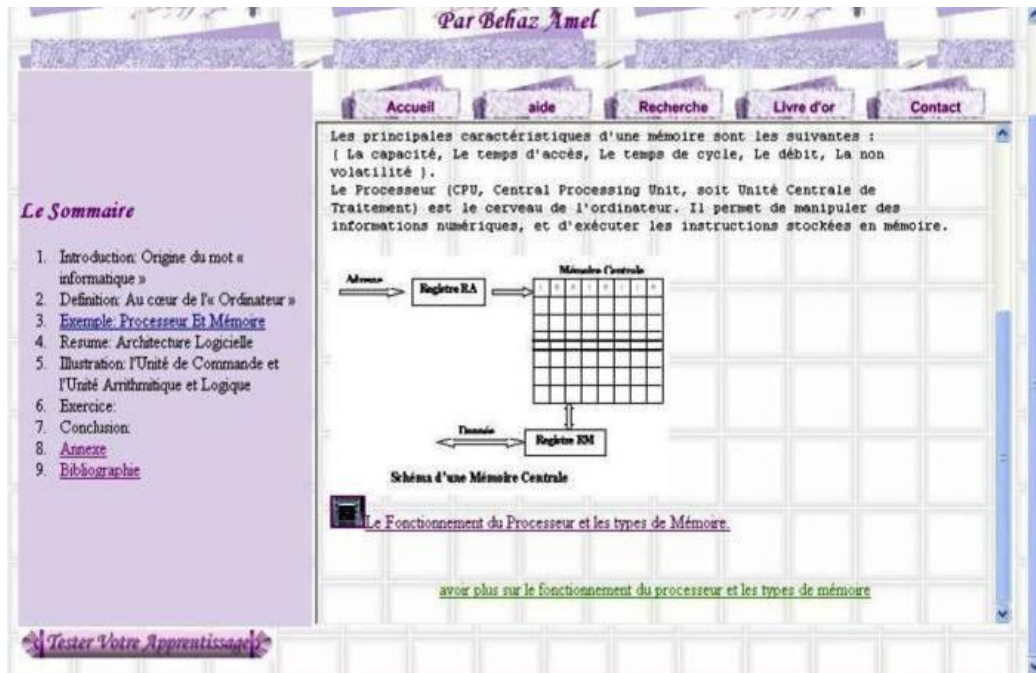 Par Behaz Amel
Accueil
aide
Recherche
Livre d'or
Contact
Le Sommaire
1. Introduction: Origine du mot «
informatique »
2. Definition: Au cœur de l'« Ordinateur »
3. Exemple: Processeur Et Mémoire
4. Resume: Architecture Logicielle
5. Illustration: l'Unité de Commande et
l'Unité Arrithmitique et Logique
6. Exercice:
7. Conclusion:
8. Annexe
9. Bibliographie
Tester Votre Apprentissage
Les principales caractéristiques d'une mémoire sont les suivantes :
( La capacité, Le temps d'accès, Le temps de cycle, Le débit, La non
volatilité ).
Le Processeur (CPU, Central Processing Unit, soit Unité Centrale de
Traitement) est le cerveau de l'ordinateur. Il permet de manipuler des
informations numériques, et d'exécuter les instructions stockées en mémoire.
Mémoire Centrale
Adresse
Registre RA
Donnée
Registre RM
Schéma d'une Mémoire Centrale
Le Fonctionnement du Processeur et les types de Mémoire.
avoir plus sur le fonctionnement du processeur et les types de mémoire